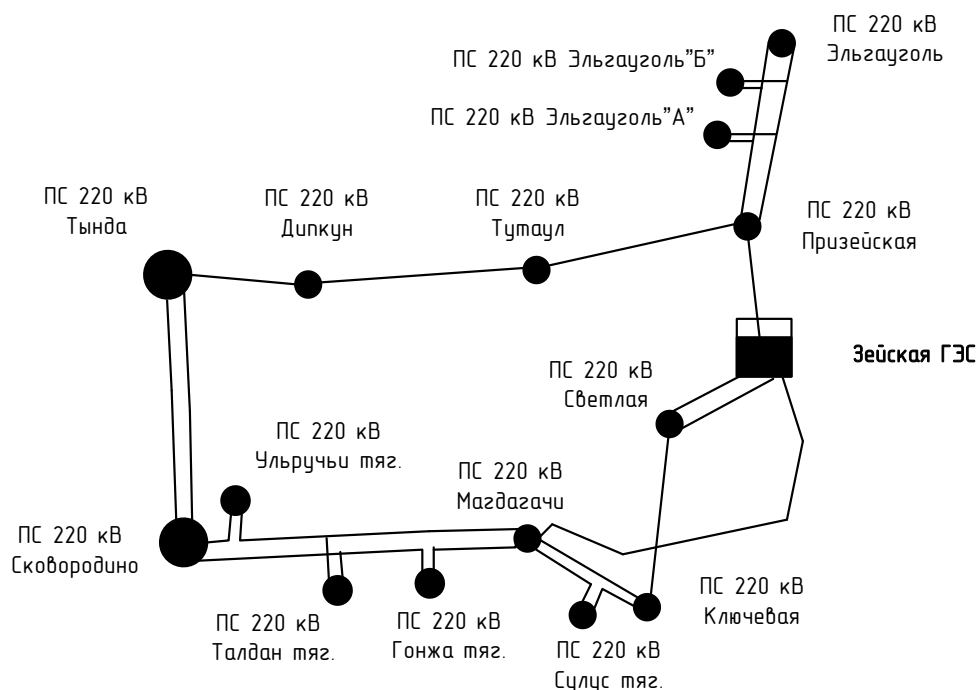 ПС 220 кВ
Эльгауголь
ПС 220 кВ Эльгауголь"Б"
ПС 220 кВ Эльгауголь"А"
ПС 220 кВ
Тында
ПС 220 кВ
Дипкун
ПС 220 кВ
Тутаул
ПС 220 кВ
Призейская
Зейская ГЭС
ПС 220 кВ
Светлая
ПС 220 кВ
Ульручьи тяг.
ПС 220 кВ
Магдагачи
ПС 220 кВ
Сковородино
ПС 220 кВ
Ключевая
ПС 220 кВ
Талдан тяг.
ПС 220 кВ
Гонжа тяг.
ПС 220 кВ
Сулус тяг.